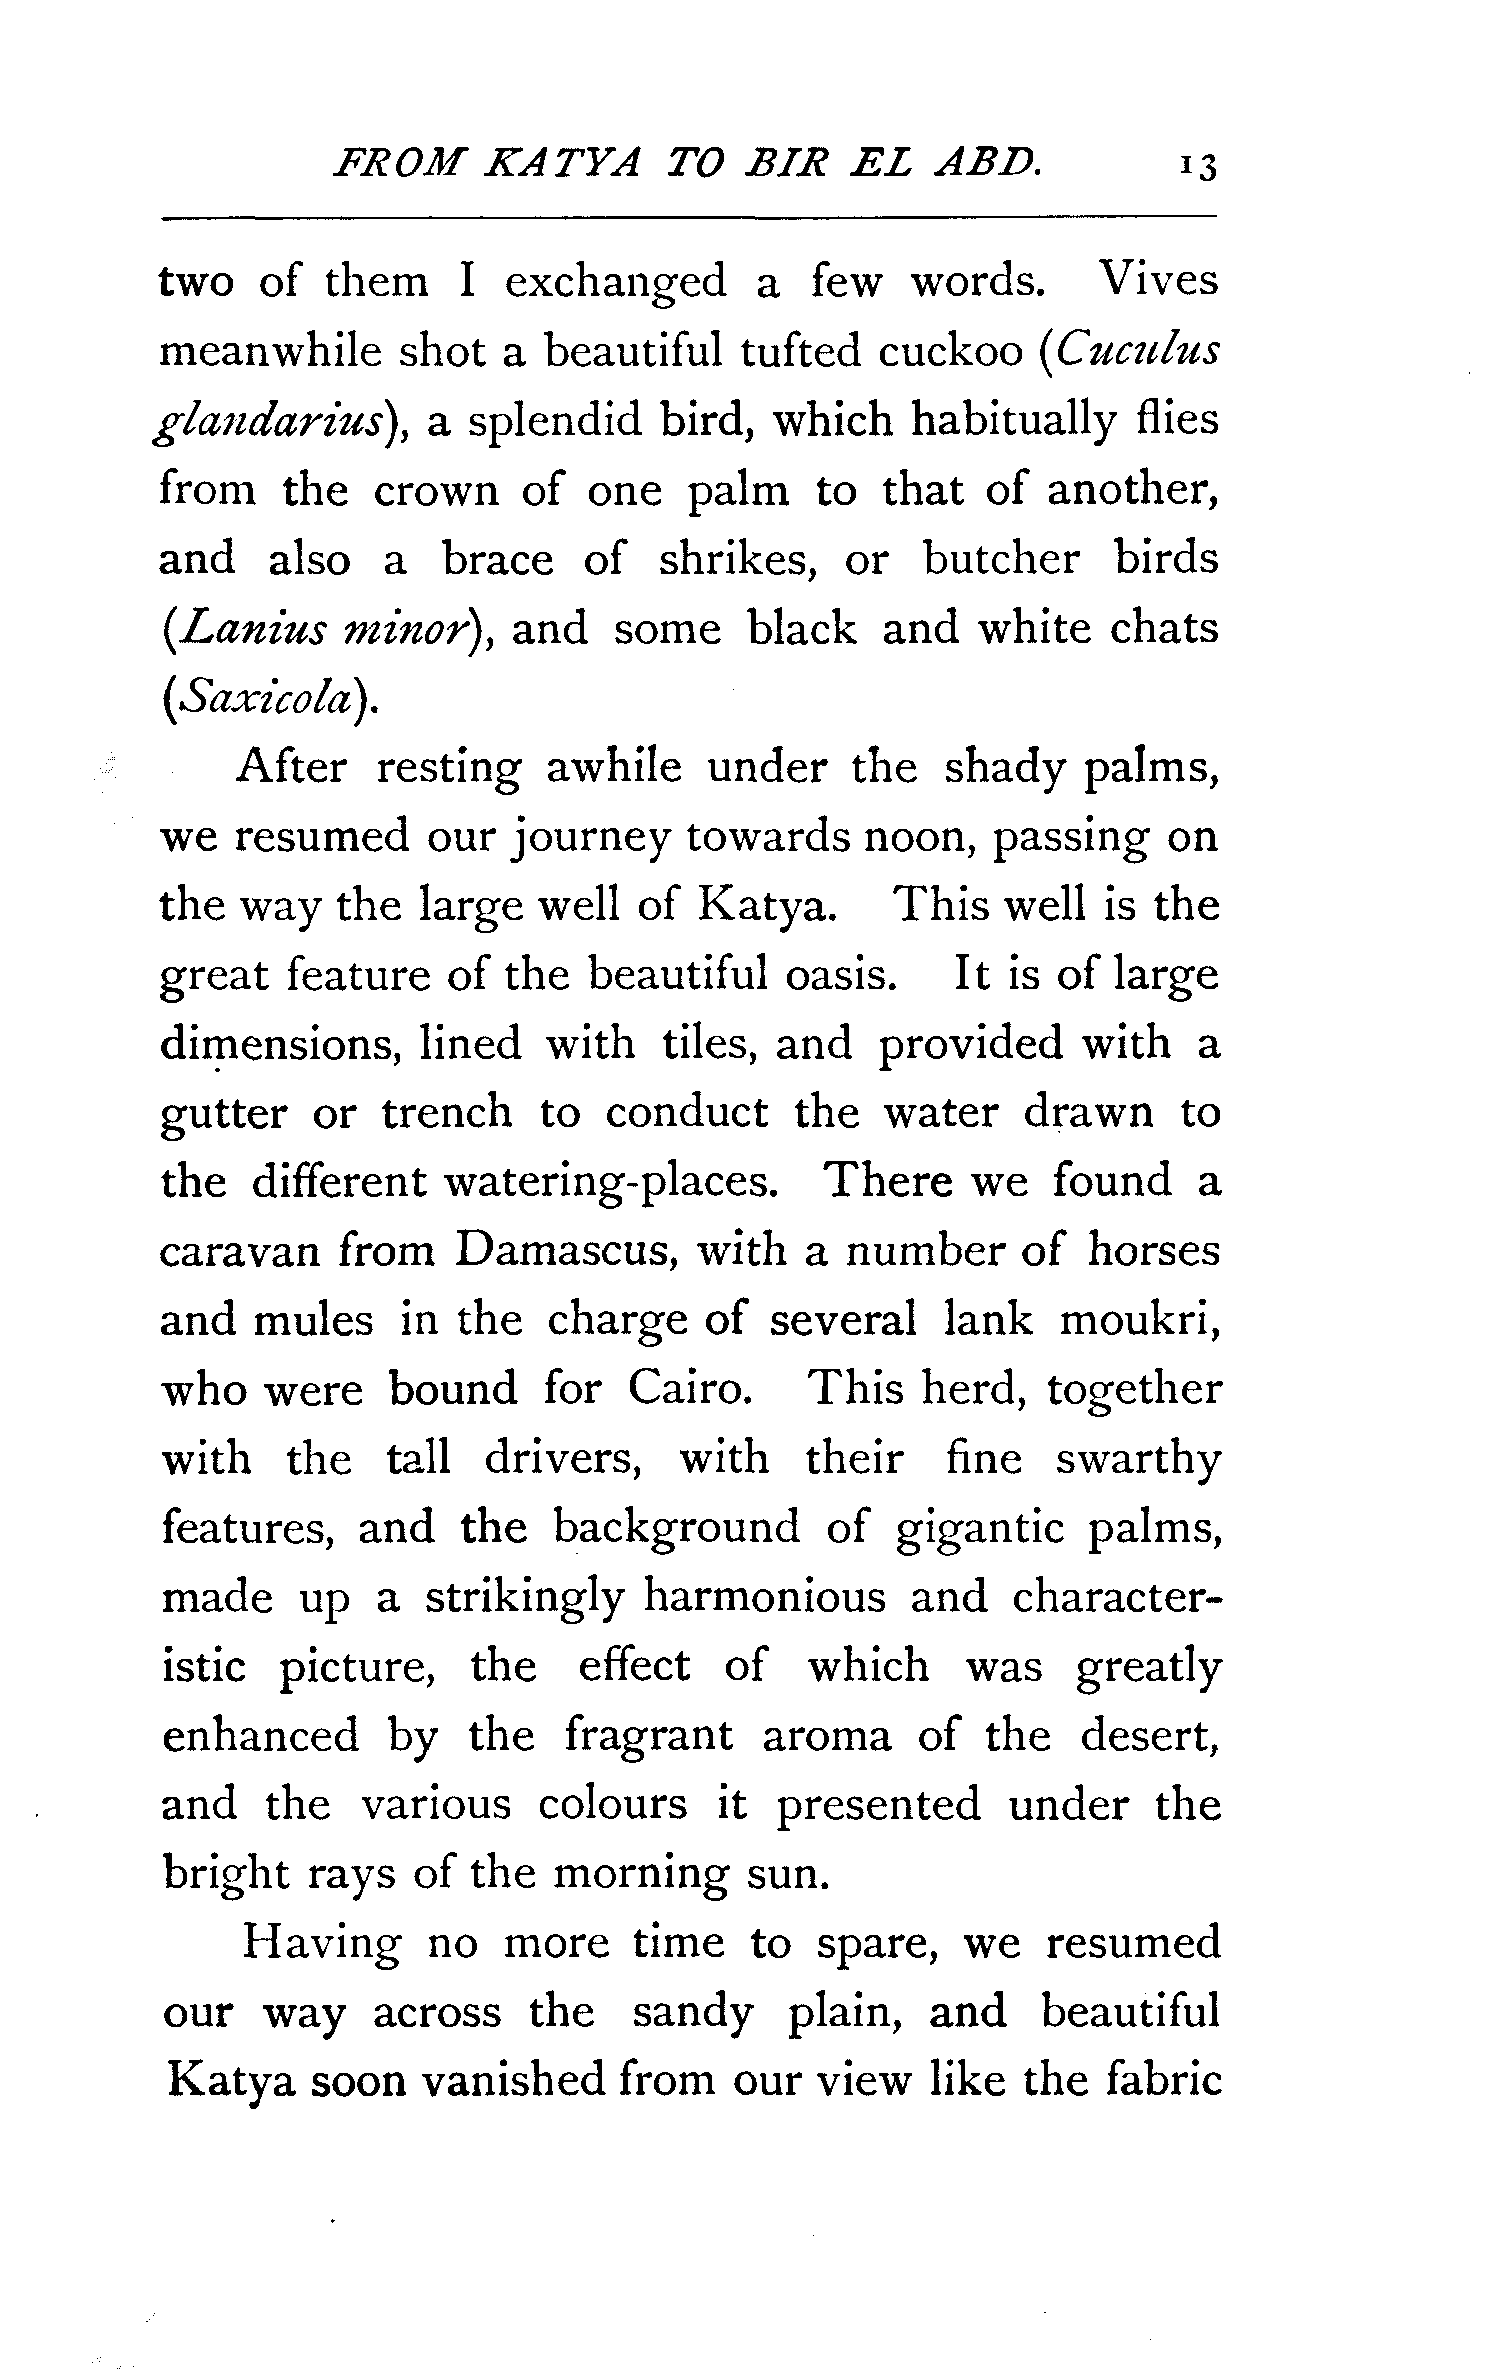 FROM KATYA TO BIR EL ABD. 13
two of them I exchanged a few words. Vives
meanwhile shot a beautiful tufted cuckoo (Cuculus
glandarius), a splendid bird, which habitually flies
from the crown of one palm to that of another,
and also a brace of shrikes, or butcher birds
(Lanius minor), and some black and white chats
(Saxicola).
After resting awhile under the shady palms,
we resumed our journey towards noon, passing on
the way the large well of Katya. This well is the
great feature of the beautiful oasis. It is of large
dimensions, lined with tiles, and provided with a
gutter or trench to conduct the water drawn to
the different watering-places. There we found a
caravan from Damascus, with a number of horses
and mules in the charge of several lank moukri,
who were bound for Cairo. This herd, together
with the tall drivers, with their fine swarthy
features, and the background of gigantic palms,
made up a strikingly harmonious and character-
istic picture, the effect of which was greatly
enhanced by the fragrant aroma of the desert,
and the various colours it presented under the
bright rays of the morning sun.
Having no more time to spare, we resumed
our way across the sandy plain, and beautiful
Katya soon vanished from our view like the fabric